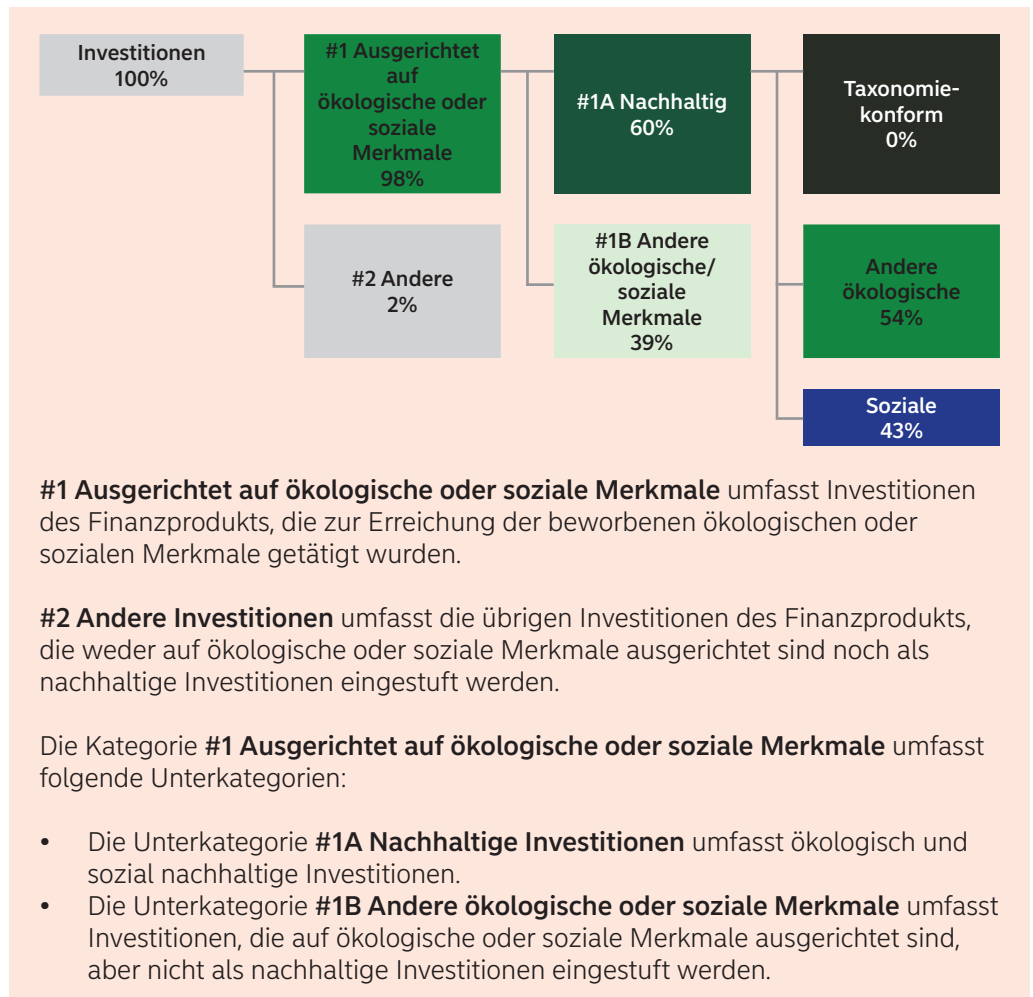 Investitionen
100%
#1 Ausgerichtet
auf
ökologische oder
soziale
Merkmale
98%
#2 Andere
2%
#1A Nachhaltig
60%
#1B Andere
ökologische/
soziale
Merkmale
39%
Taxonomie-
konform
0%
Andere
ökologische
54%
Soziale
43%
#1 Ausgerichtet auf ökologische oder soziale Merkmale umfasst Investitionen
des Finanzprodukts, die zur Erreichung der beworbenen ökologischen oder
sozialen Merkmale getätigt wurden.
#2 Andere Investitionen umfasst die übrigen Investitionen des Finanzprodukts,
die weder auf ökologische oder soziale Merkmale ausgerichtet sind noch als
nachhaltige Investitionen eingestuft werden.
Die Kategorie #1 Ausgerichtet auf ökologische oder soziale Merkmale umfasst
folgende Unterkategorien:
• Die Unterkategorie #1A Nachhaltige Investitionen umfasst ökologisch und
sozial nachhaltige Investitionen.
• Die Unterkategorie #1B Andere ökologische oder soziale Merkmale umfasst
Investitionen, die auf ökologische oder soziale Merkmale ausgerichtet sind,
aber nicht als nachhaltige Investitionen eingestuft werden.